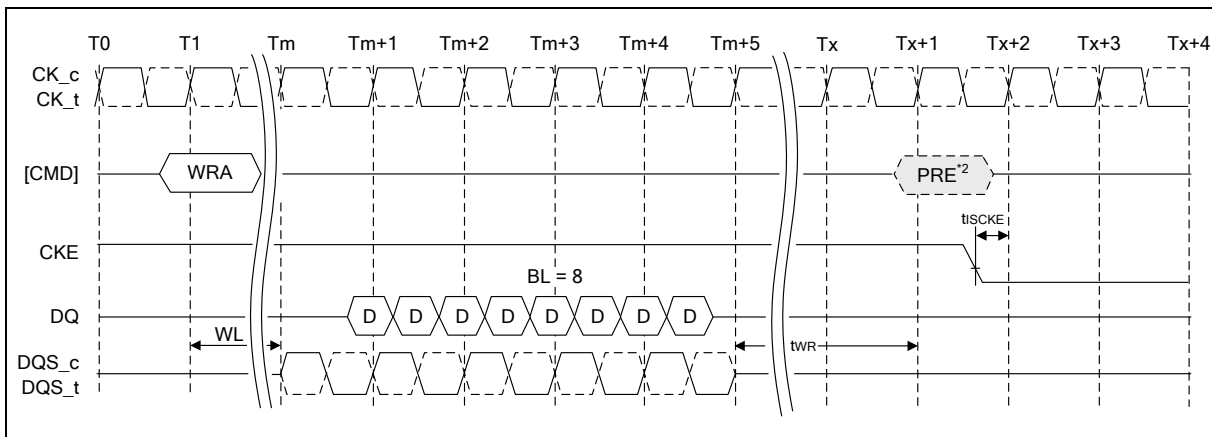 T0 T1 Tm Tm+1 Tm+2 Tm+3 Tm+4 Tm+5 Tx Tx+1 Tx+2 Tx+3 Tx+4
CK_c
CK_t
[CMD] WRA PRE*2
tISCKE
CKE
BL = 8
DQ D D D D D D D D
WL tWR
DQS_c
DQS_t